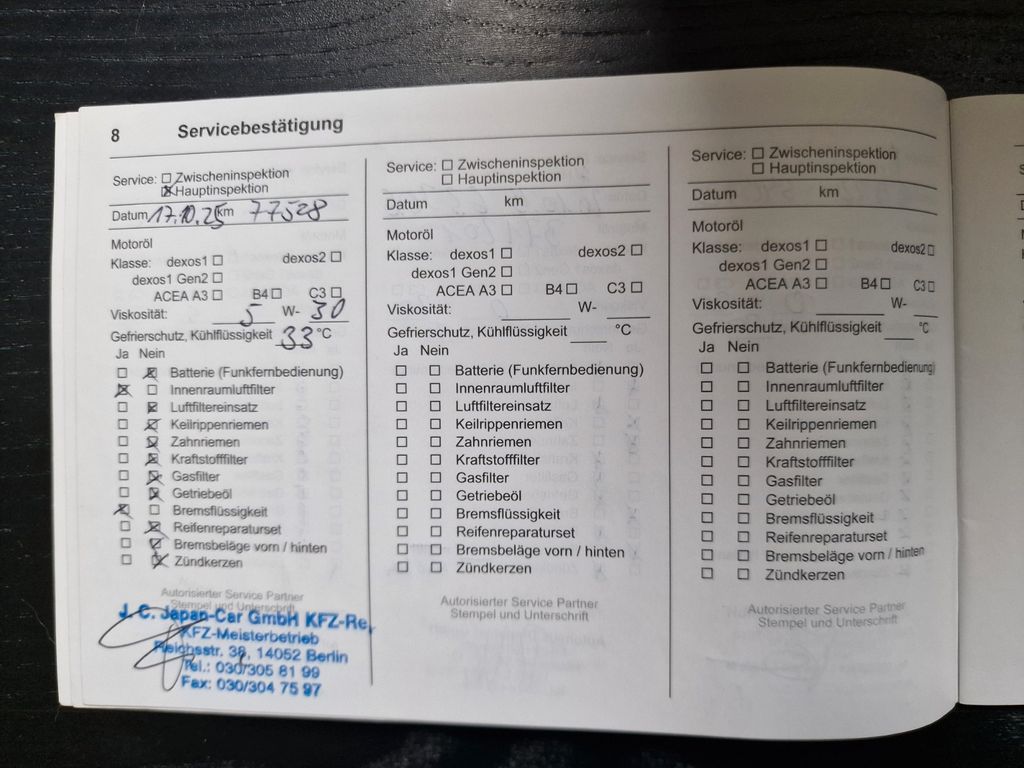 8 Servicebestätigung
Service: Zwischeninspektion
Hauptinspektion
Datum 17.10.25 km 77528
Motoröl
Klasse: dexos1 dexos2
dexos1 Gen2
ACEA A3 B4 C3
Viskosität: 5 W- 30
Gefrierschutz, Kühlflüssigkeit 33 °C
Ja Nein
Batterie (Funkfernbedienung)
Innenraumluftfilter
Luftfiltereinsatz
Keilrippenriemen
Zahnriemen
Kraftstofffilter
Gasfilter
Getriebeöl
Bremsflüssigkeit
Reifenreparaturset
Bremsbeläge vorn / hinten
Zündkerzen
Autorisierter Service Partner
Stempel und Unterschrift
J. C. Japan-Car GmbH KFZ-Re.
KFZ-Meisterbetrieb
Reichsstr. 38, 14052 Berlin
Tel.: 030/305 81 99
Fax: 030/304 75 97
Service: Zwischeninspektion
Hauptinspektion
Datum km
Motoröl
Klasse: dexos1 dexos2
dexos1 Gen2
ACEA A3 B4 C3
Viskosität: W-
Gefrierschutz, Kühlflüssigkeit °C
Ja Nein
Batterie (Funkfernbedienung)
Innenraumluftfilter
Luftfiltereinsatz
Keilrippenriemen
Zahnriemen
Kraftstofffilter
Gasfilter
Getriebeöl
Bremsflüssigkeit
Reifenreparaturset
Bremsbeläge vorn / hinten
Zündkerzen
Autorisierter Service Partner
Stempel und Unterschrift
Service: Zwischeninspektion
Hauptinspektion
Datum km
Motoröl
Klasse: dexos1 dexos2
dexos1 Gen2
ACEA A3 B4 C3
Viskosität: W-
Gefrierschutz, Kühlflüssigkeit °C
Ja Nein
Batterie (Funkfernbedienung)
Innenraumluftfilter
Luftfiltereinsatz
Keilrippenriemen
Zahnriemen
Kraftstofffilter
Gasfilter
Getriebeöl
Bremsflüssigkeit
Reifenreparaturset
Bremsbeläge vorn / hinten
Zündkerzen
Autorisierter Service Partner
Stempel und Unterschrift